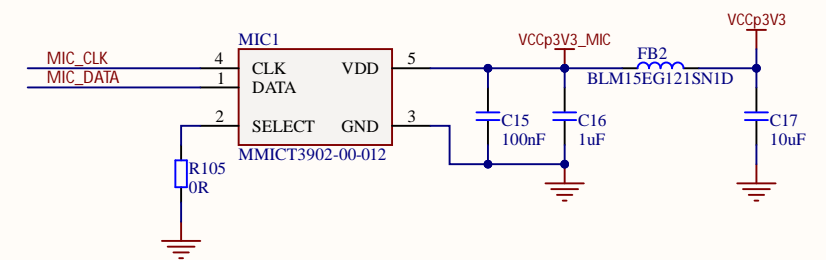 VCCp3V3
MIC1
VCCp3V3_MIC
FB2
MIC_CLK
4
CLK
VDD
5
BLM15EG121SN1D
MIC_DATA
1
DATA
2
SELECT
GND
3
C15
100nF
C16
1uF
C17
10uF
MMICT3902-00-012
R105
0R